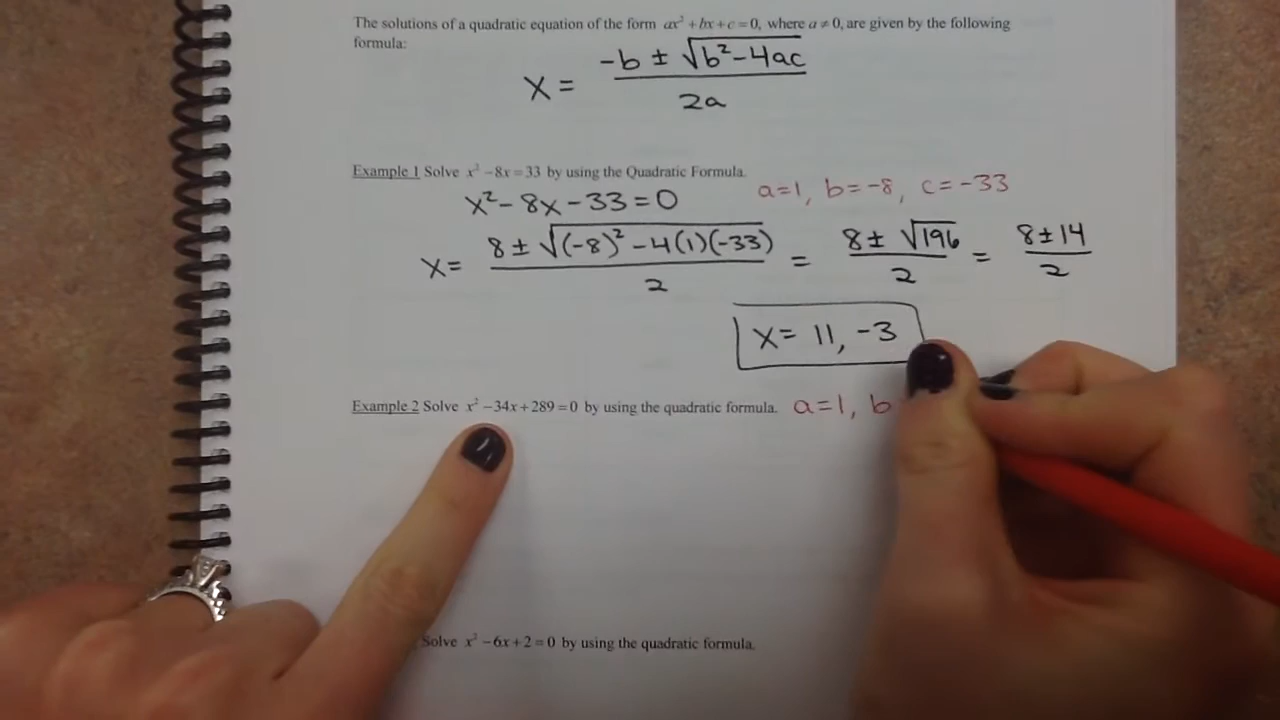 The solutions of a quadratic equation of the form ax² + bx + c = 0, where a ≠ 0, are given by the following
formula:
x = (-b ± √(b² - 4ac)) / 2a
Example 1 Solve x² - 8x = 33 by using the Quadratic Formula.
a=1, b=-8, c=-33
x² - 8x - 33 = 0
x = (8 ± √((-8)² - 4(1)(-33))) / 2 = (8 ± √196) / 2 = (8 ± 14) / 2
x = 11, -3
Example 2 Solve x² - 34x + 289 = 0 by using the quadratic formula. a=1, b
Solve x² - 6x + 2 = 0 by using the quadratic formula.